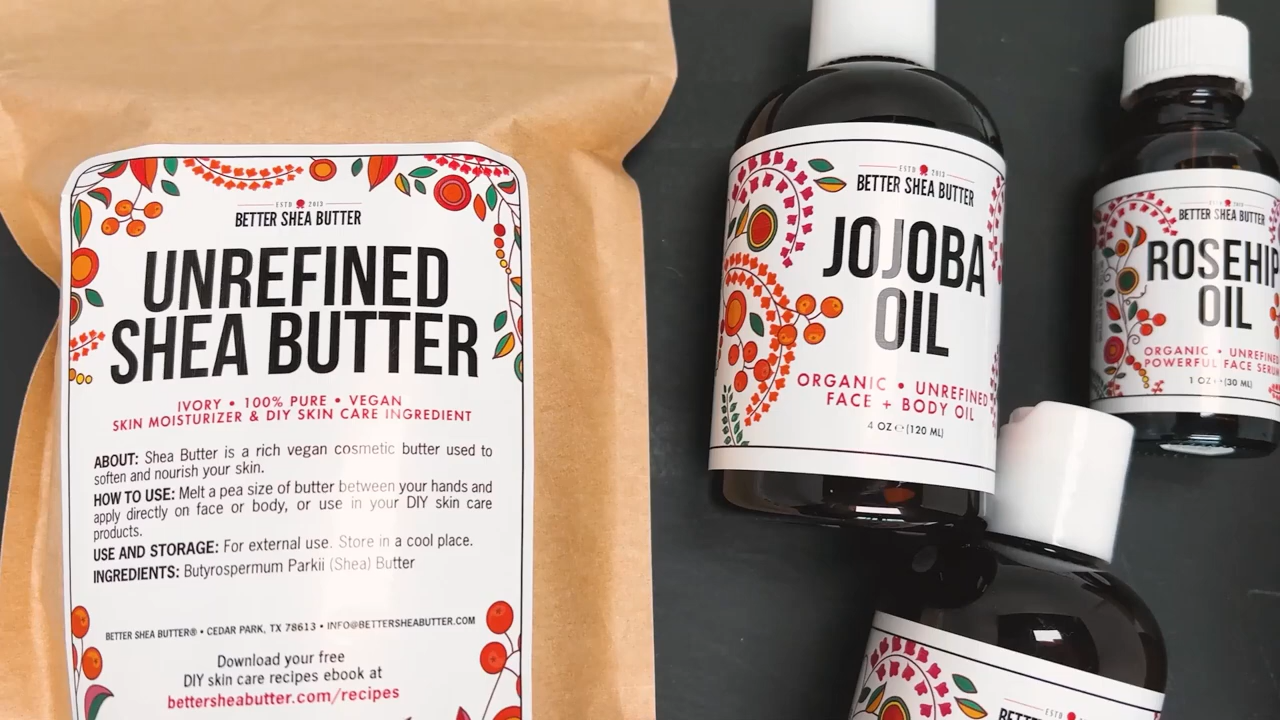 ESTD 2013
BETTER SHEA BUTTER
UNREFINED
SHEA BUTTER
IVORY • 100% PURE • VEGAN
SKIN MOISTURIZER & DIY SKIN CARE INGREDIENT
ABOUT: Shea Butter is a rich vegan cosmetic butter used to
soften and nourish your skin.
HOW TO USE: Melt a pea size of butter between your hands and
apply directly on face or body, or use in your DIY skin care
products.
USE AND STORAGE: For external use. Store in a cool place.
INGREDIENTS: Butyrospermum Parkii (Shea) Butter
BETTER SHEA BUTTER® • CEDAR PARK, TX 78613 • INFO@BETTERSHEABUTTER.COM
Download your free
DIY skin care recipes ebook at
bettersheabutter.com/recipes
ESTD 2013
BETTER SHEA BUTTER
JOJOBA
OIL
ORGANIC • UNREFINED
FACE + BODY OIL
4 OZ ℮ (120 ML)
ESTD 2013
BETTER SHEA BUTTER
ROSEHIP
OIL
ORGANIC • UNREFINED
POWERFUL FACE SERUM
1 OZ ℮ (30 ML)
ESTD
BETTER SHEA BU